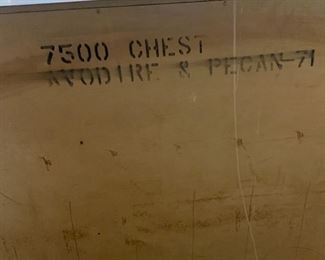 7500 CHEST
AVODIRE & PECAN-71